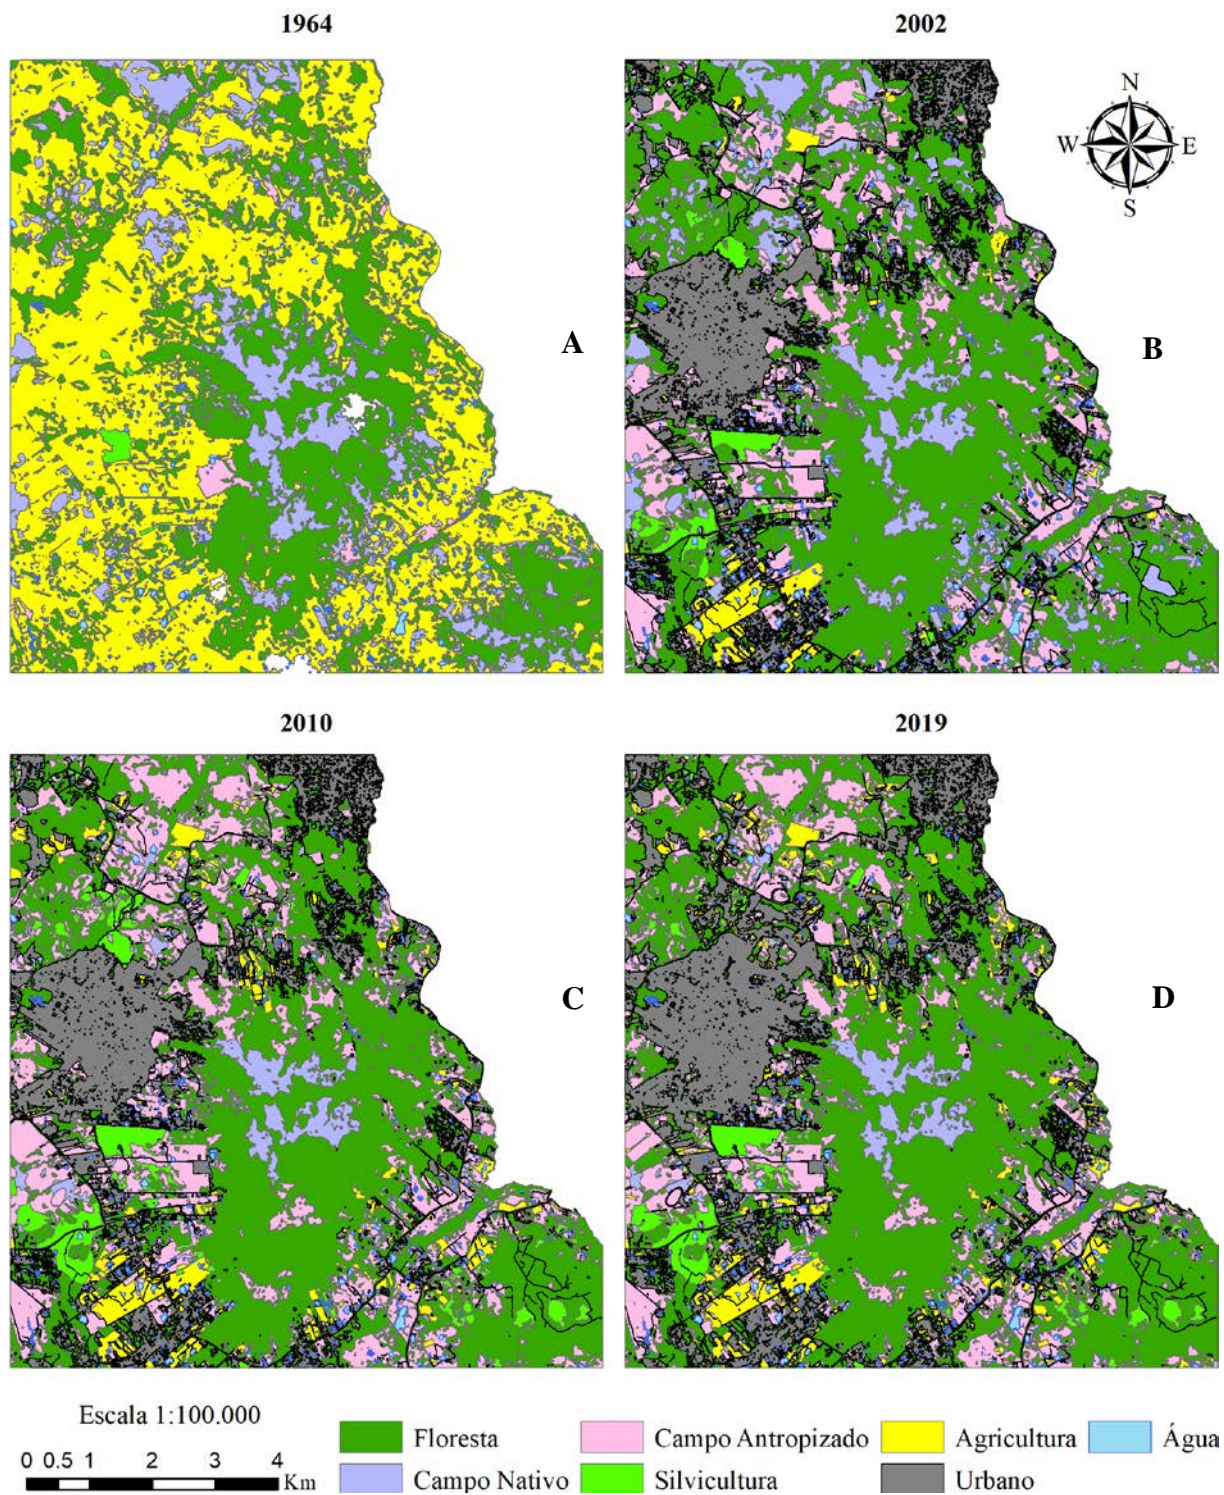 1964
2002
N
W E
S
A
B
2010
2019
C
D
Escala 1:100.000
0 0.5 1 2 3 4
Km
Floresta
Campo Antropizado
Agricultura
Água
Campo Nativo
Silvicultura
Urbano